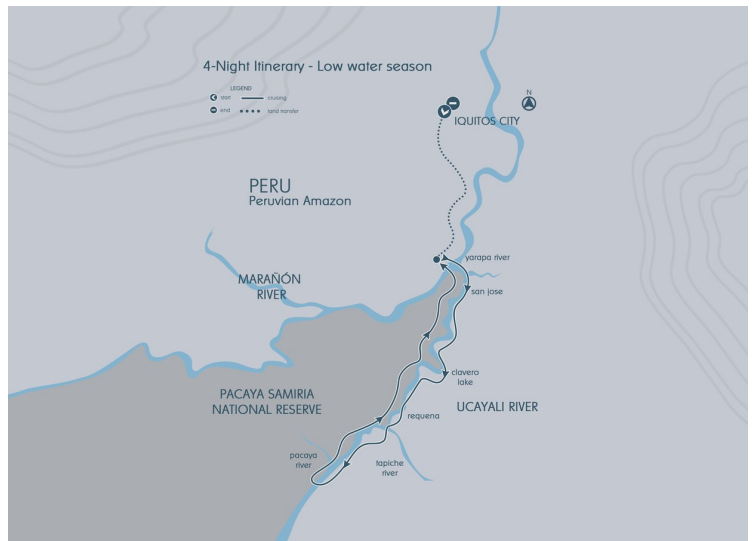 4-Night Itinerary - Low water season
LEGEND
start
cruising
end
land transfer
N
IQUITOS CITY
PERU
Peruvian Amazon
yarapa river
MARAÑÓN
RIVER
san jose
clavero
lake
PACAYA SAMIRIA
NATIONAL RESERVE
UCAYALI RIVER
requena
pacaya
river
tapiche
river